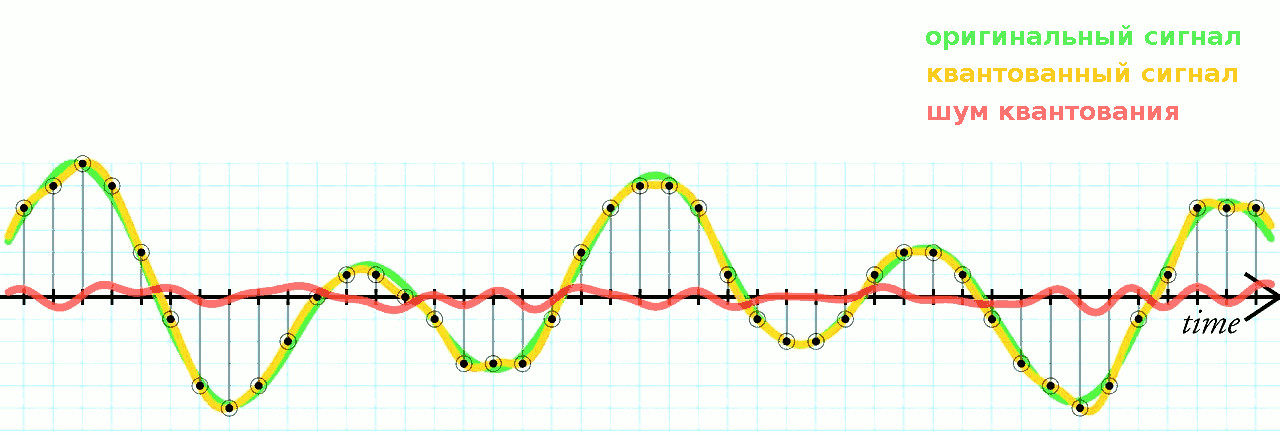 оригинальный сигнал
квантованный сигнал
шум квантования
time